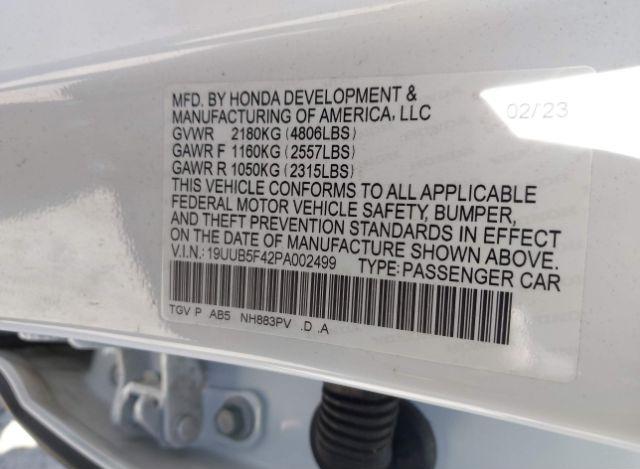 MFD. BY HONDA DEVELOPMENT &
MANUFACTURING OF AMERICA, LLC 02/23
GVWR 2180KG (4806LBS)
GAWR F 1160KG (2557LBS)
GAWR R 1050KG (2315LBS)
THIS VEHICLE CONFORMS TO ALL APPLICABLE
FEDERAL MOTOR VEHICLE SAFETY, BUMPER,
AND THEFT PREVENTION STANDARDS IN EFFECT
ON THE DATE OF MANUFACTURE SHOWN ABOVE.
V.I.N: 19UUB5F42PA002499 TYPE: PASSENGER CAR
TGV P AB5 NH883PV .D .A